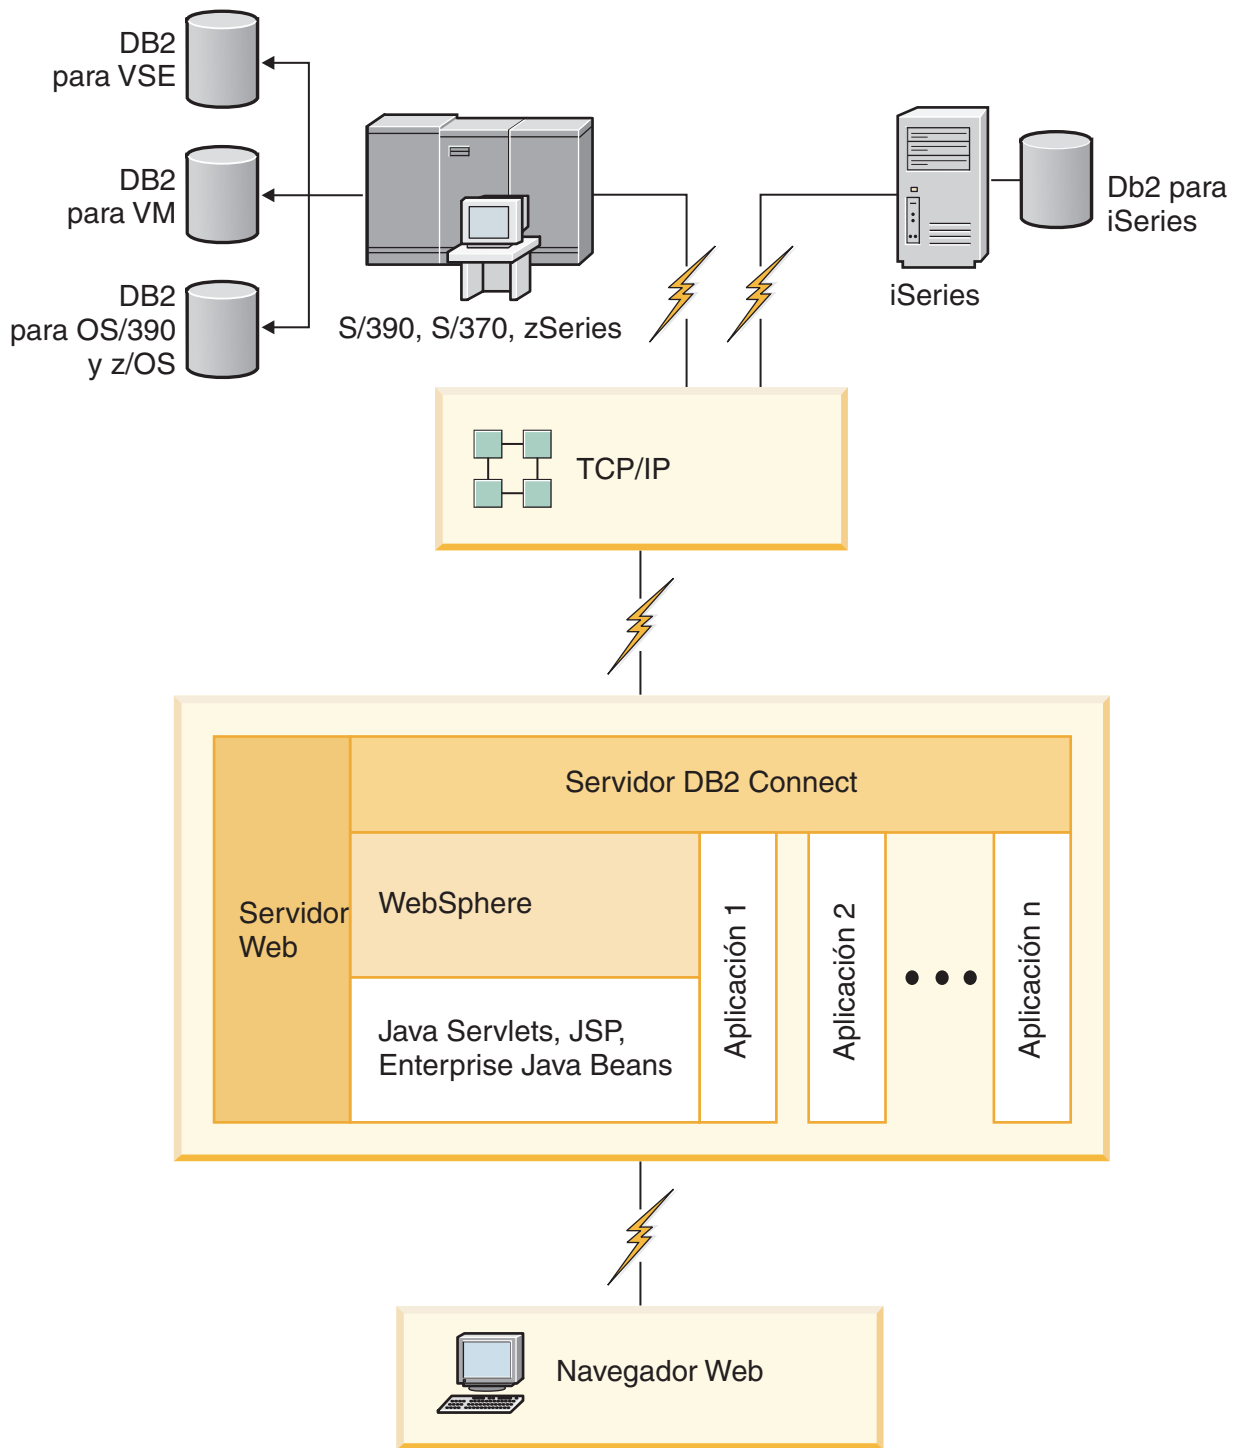 DB2
para VSE
DB2
para VM
DB2
para OS/390
y z/OS
S/390, S/370, zSeries
iSeries
Db2 para
iSeries
TCP/IP
Servidor DB2 Connect
Servidor
Web
WebSphere
Java Servlets, JSP,
Enterprise Java Beans
Aplicación 1
Aplicación 2
Aplicación n
Navegador Web